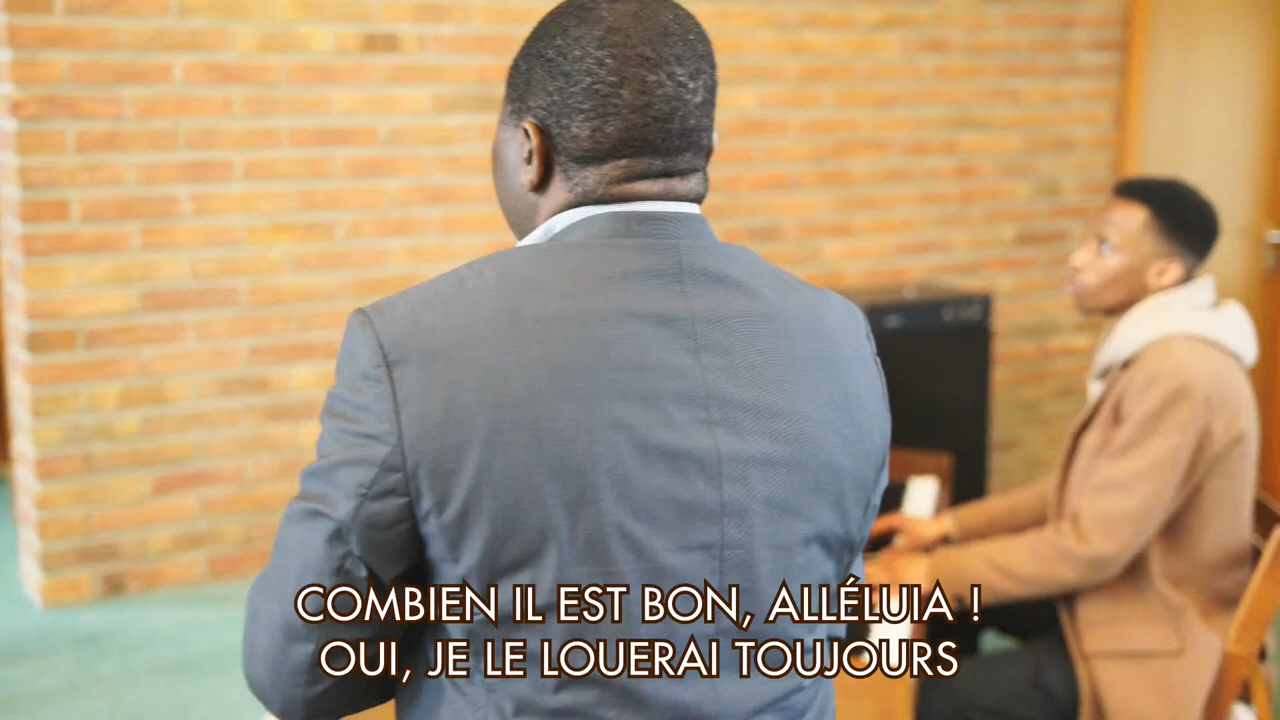 COMBIEN IL EST BON, ALLÉLUIA !
OUI, JE LE LOUERAI TOUJOURS